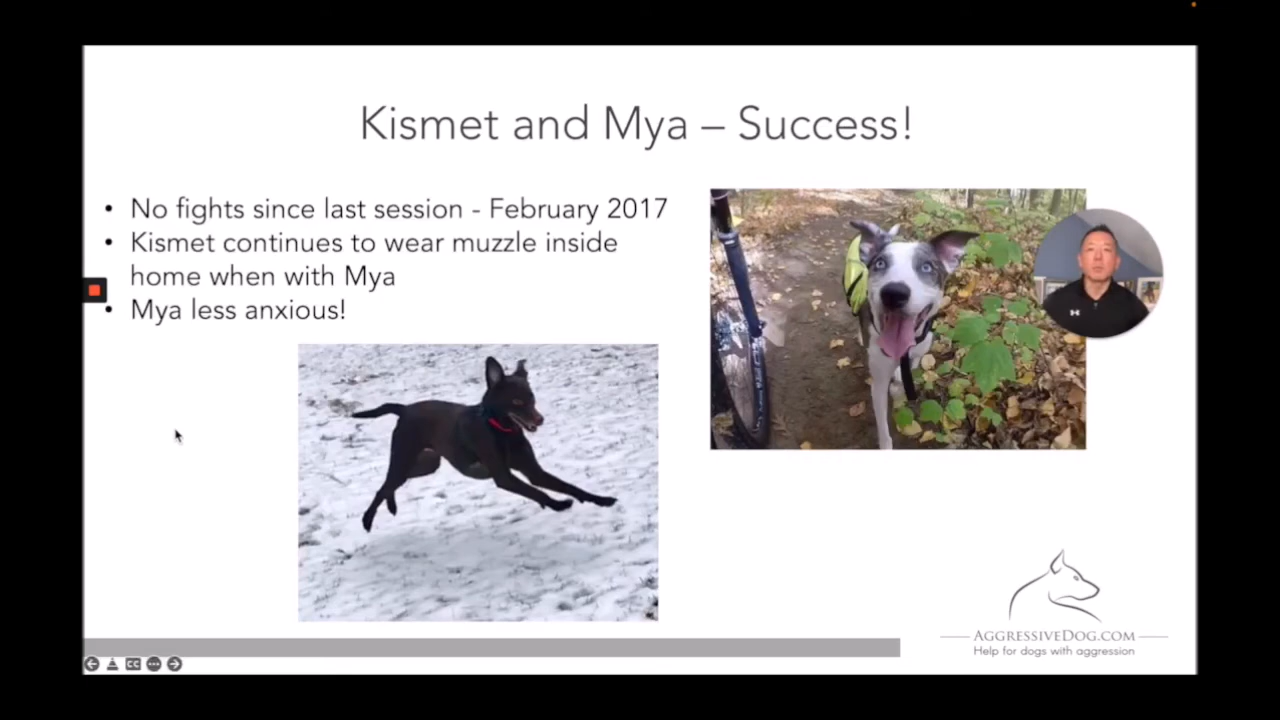 Kismet and Mya – Success!
• No fights since last session - February 2017
• Kismet continues to wear muzzle inside
home when with Mya
• Mya less anxious!
AGGRESSIVEDOG.COM
Help for dogs with aggression
CC